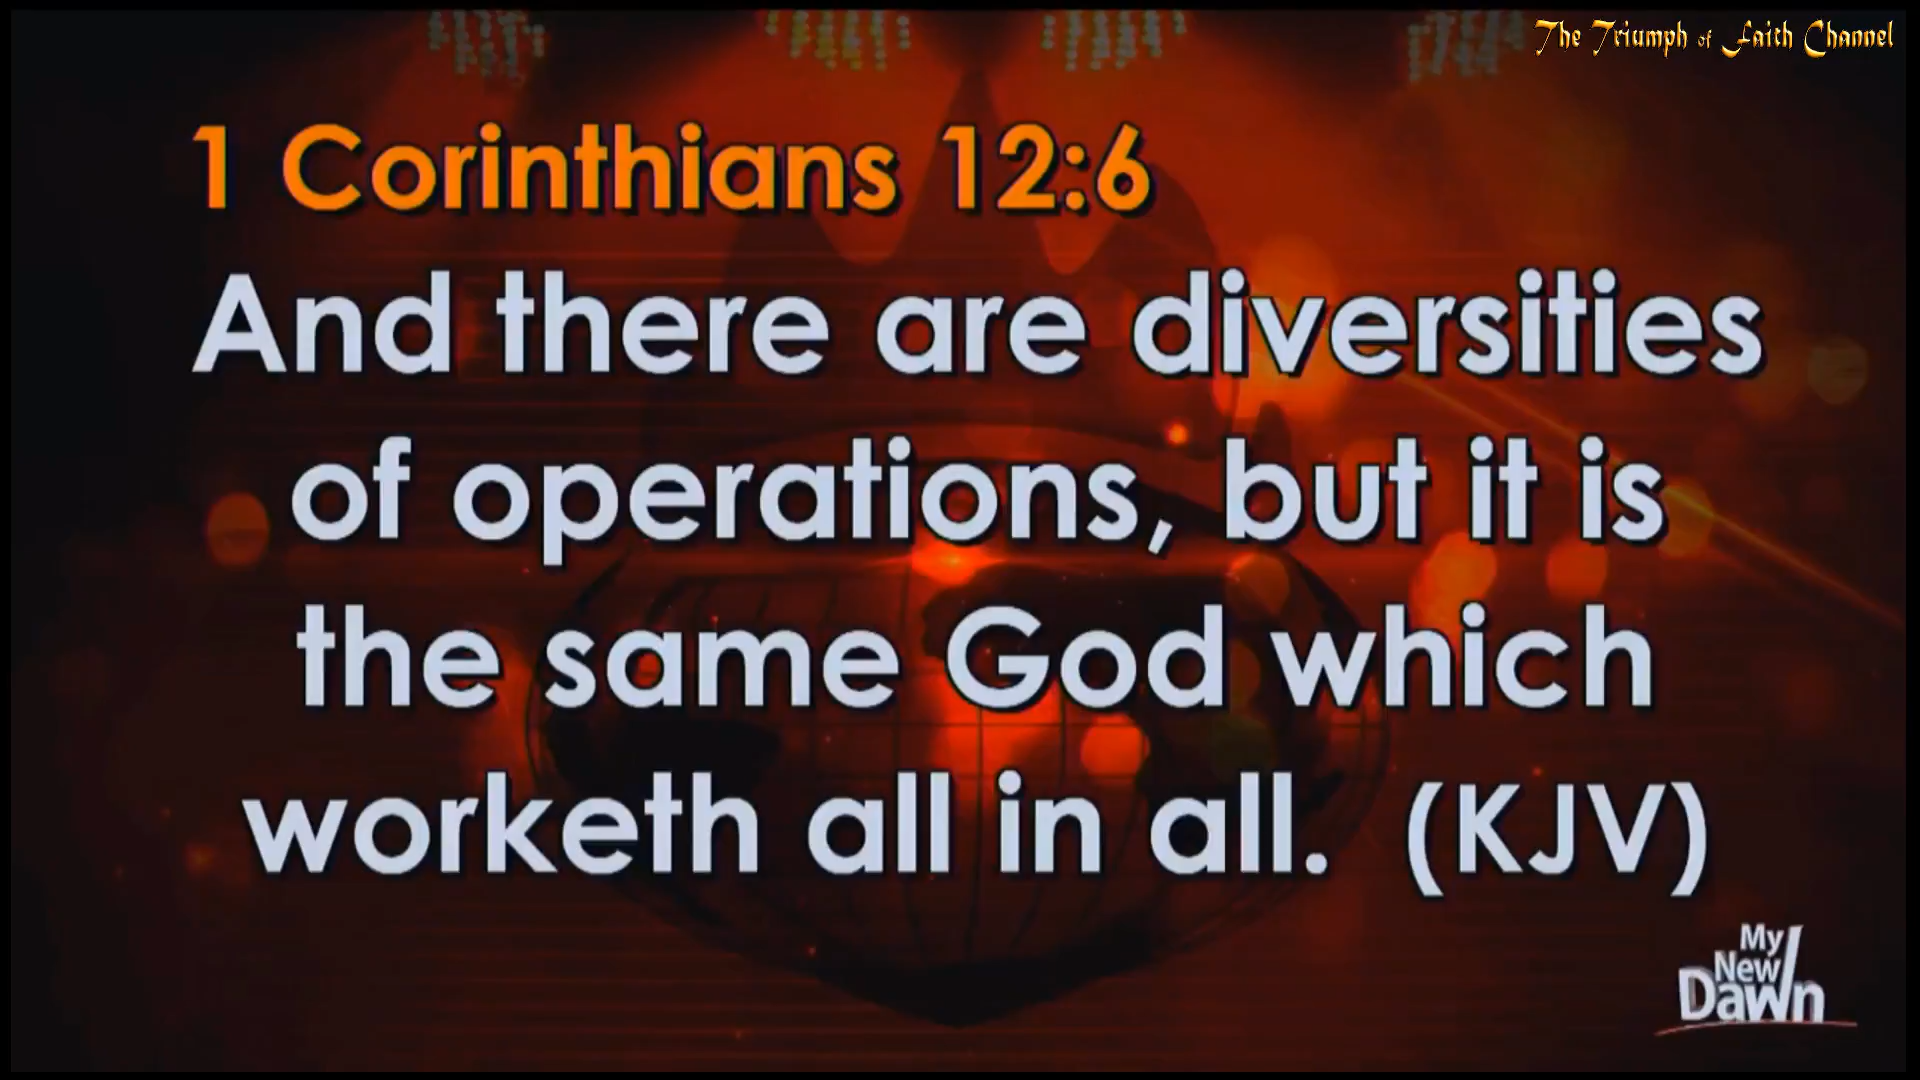 The Triumph of Faith Channel
1 Corinthians 12:6
And there are diversities
of operations, but it is
the same God which
worketh all in all. (KJV)
My
New
Dawn